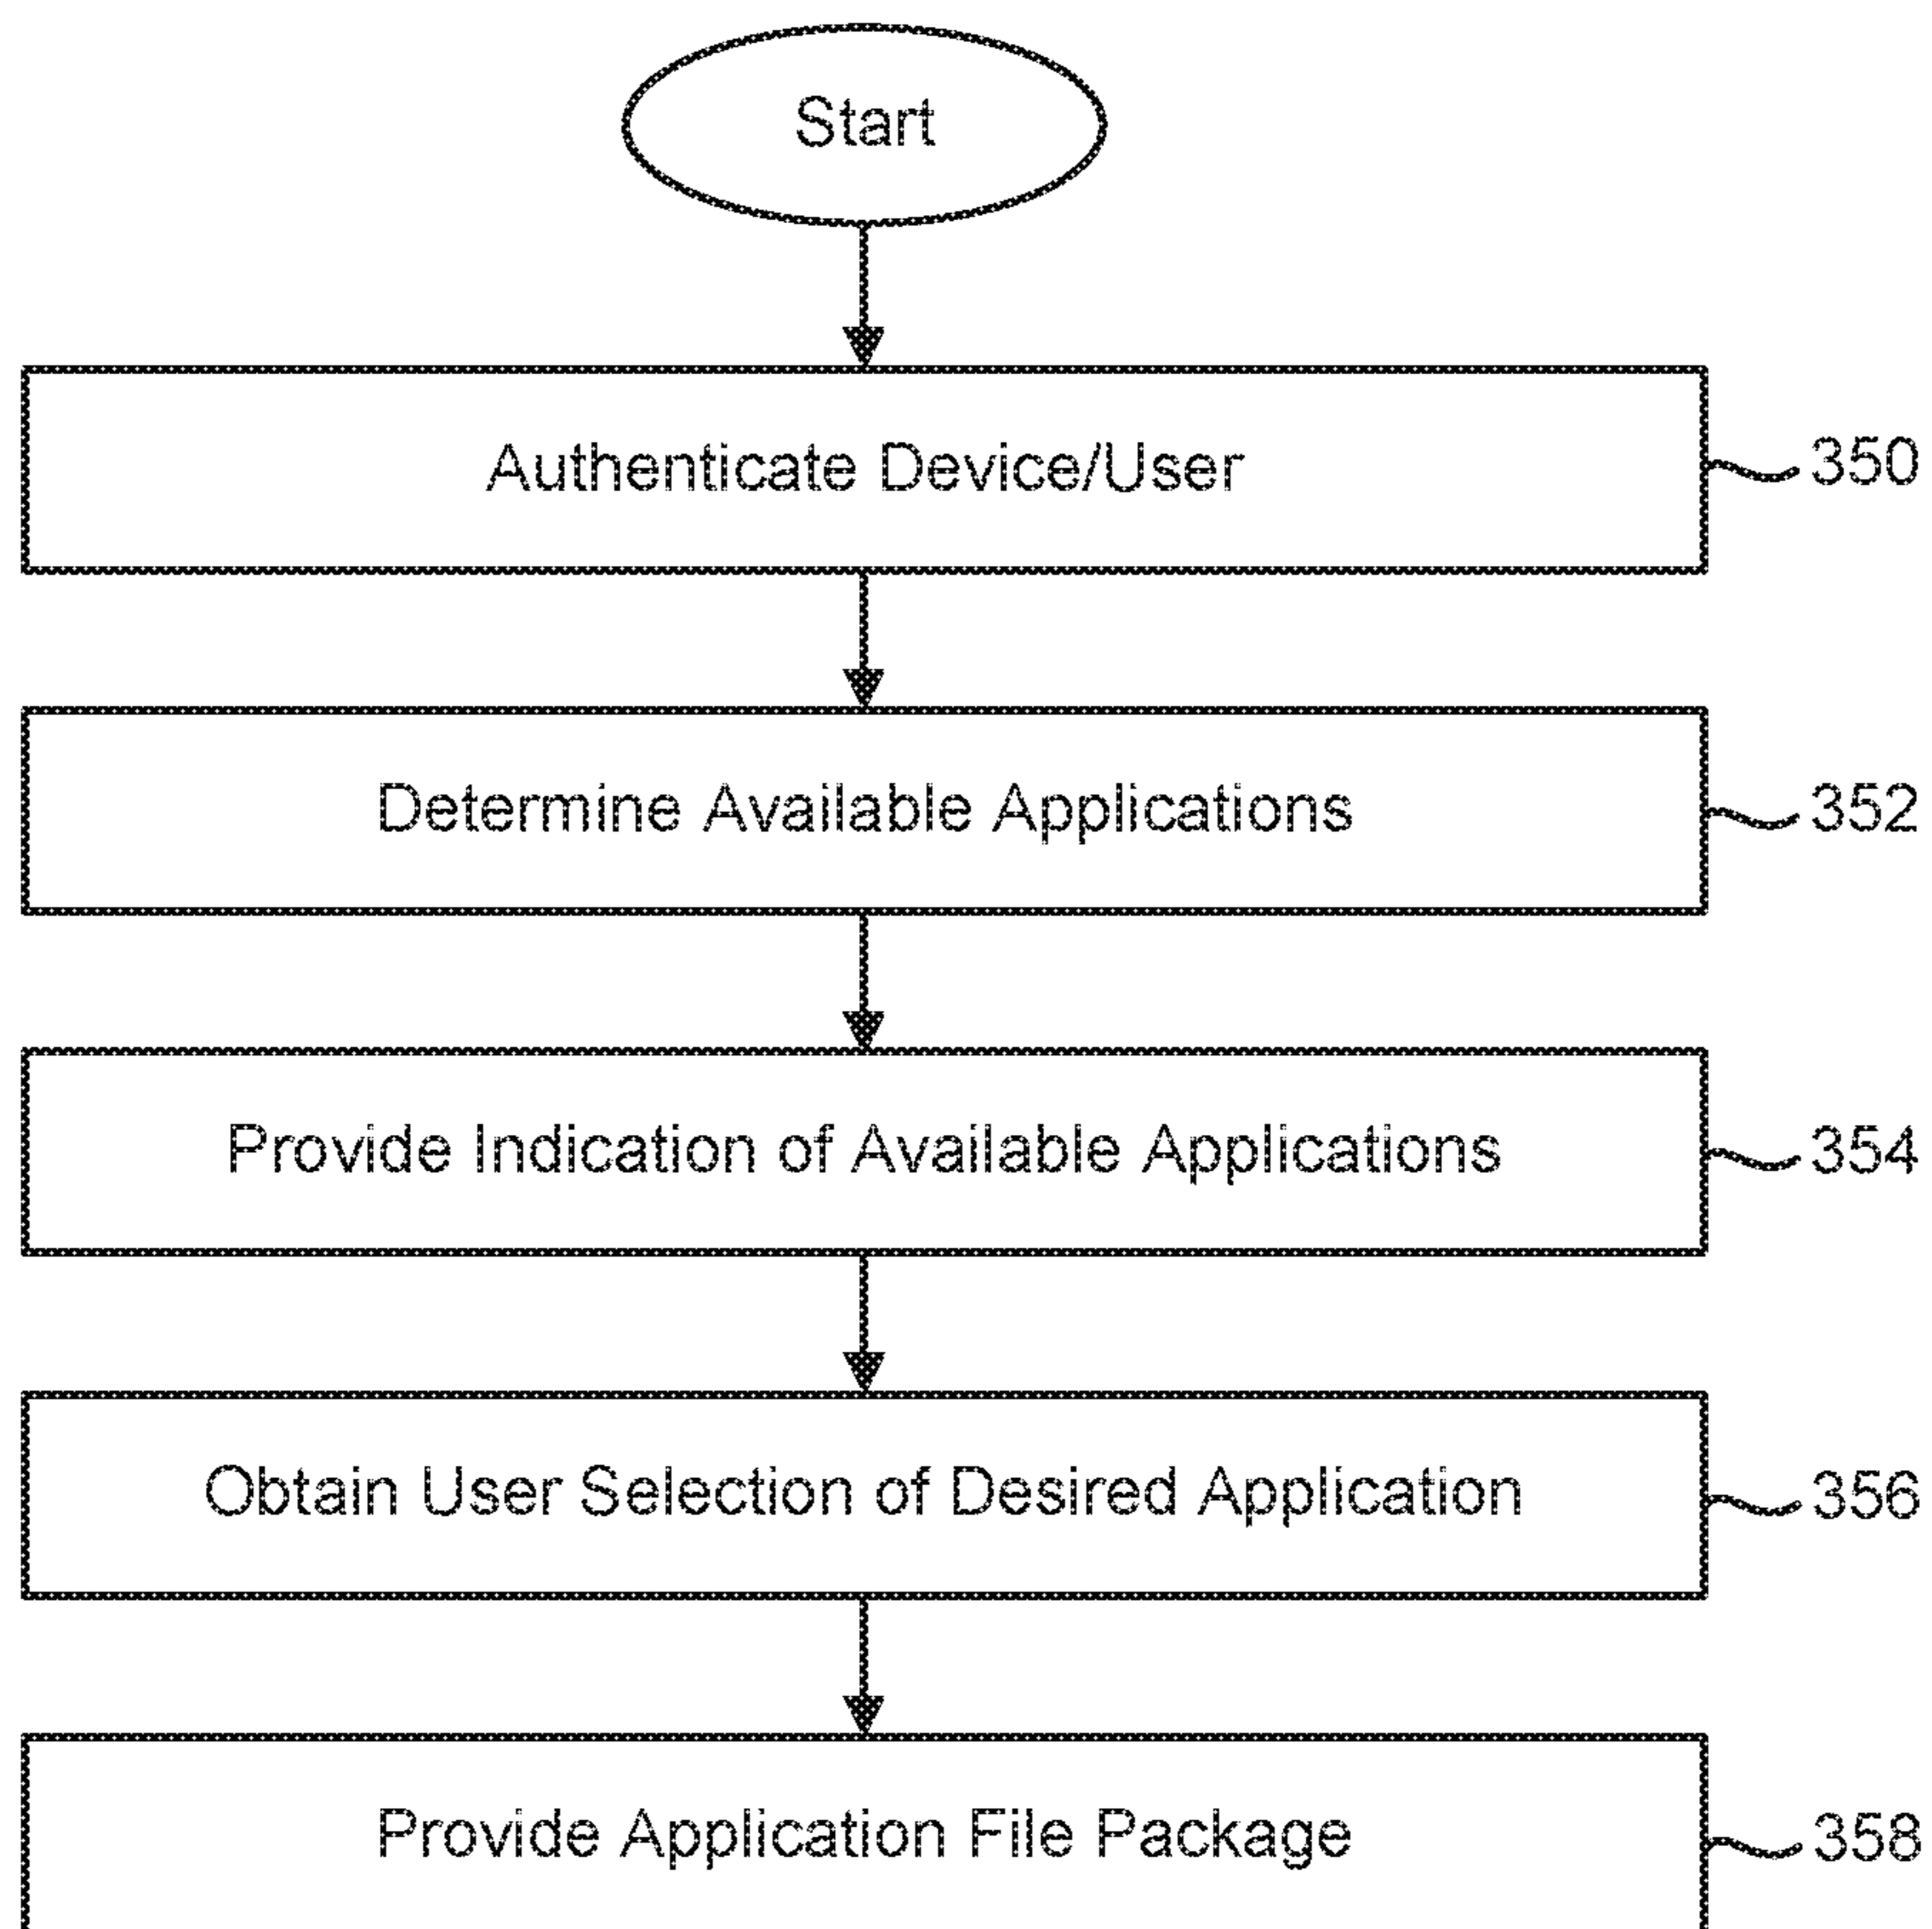 Start
Authenticate Device/User
350
Determine Available Applications
352
Provide Indication of Available Applications
354
Obtain User Selection of Desired Application
356
Provide Application File Package
358